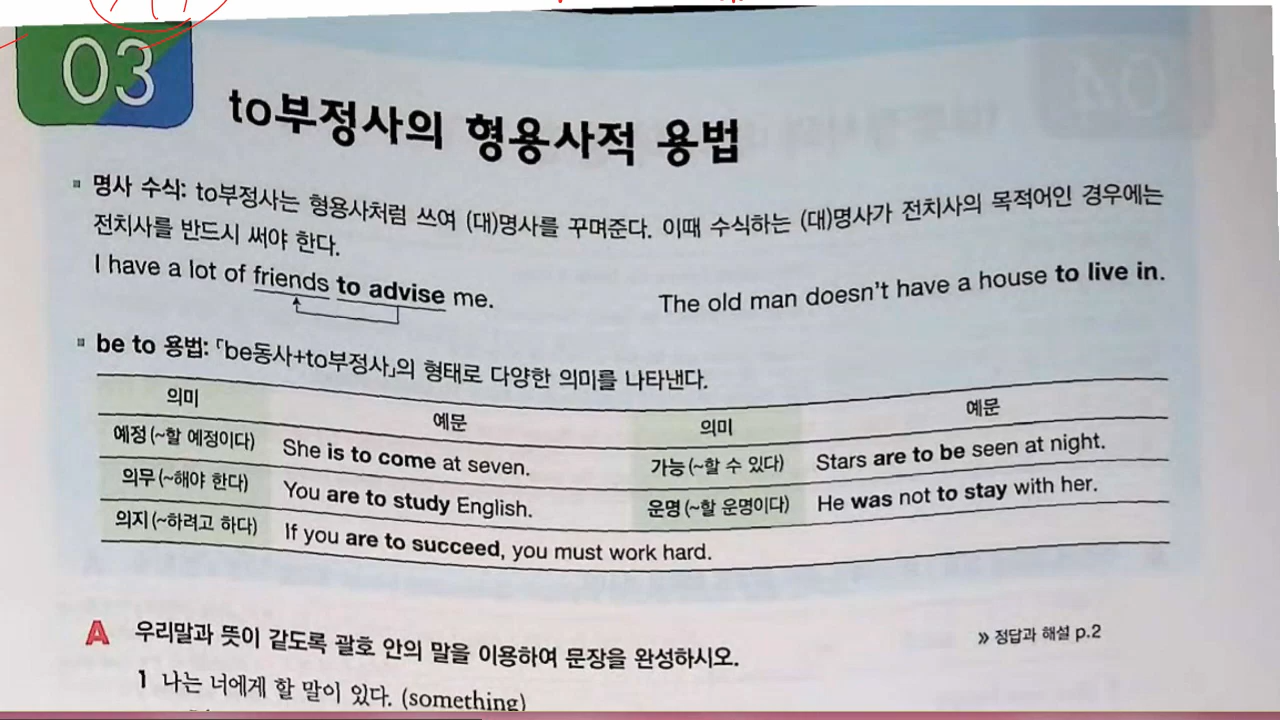 03
to부정사의 형용사적 용법
명사 수식: to부정사는 형용사처럼 쓰여 (대)명사를 꾸며준다. 이때 수식하는 (대)명사가 전치사의 목적어인 경우에는
전치사를 반드시 써야 한다.
I have a lot of friends to advise me. The old man doesn't have a house to live in.
be to 용법: 「be동사+to부정사」의 형태로 다양한 의미를 나타낸다.
의미 예문 의미 예문
예정 (~할 예정이다) She is to come at seven. 가능 (~할 수 있다) Stars are to be seen at night.
의무 (~해야 한다) You are to study English. 운명 (~할 운명이다) He was not to stay with her.
의지 (~하려고 하다) If you are to succeed, you must work hard.
A 우리말과 뜻이 같도록 괄호 안의 말을 이용하여 문장을 완성하시오. » 정답과 해설 p.2
1 나는 너에게 할 말이 있다. (something)